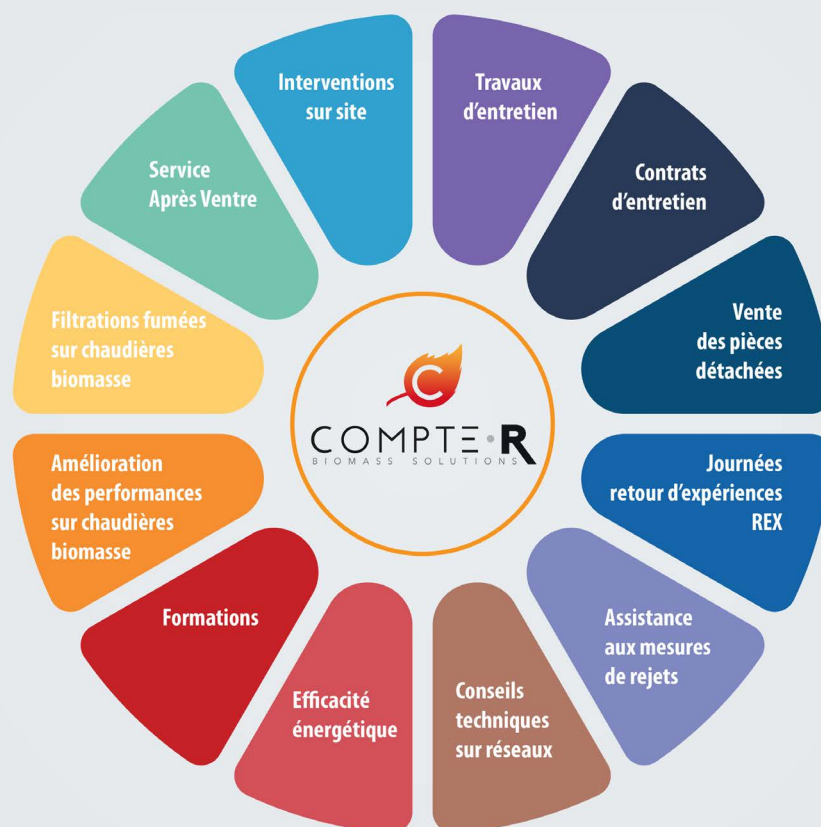 Interventions
sur site
Travaux
d'entretien
Contrats
d'entretien
Vente
des pièces
détachées
Journées
retour d'expériences
REX
Assistance
aux mesures
de rejets
Conseils
techniques
sur réseaux
Efficacité
énergétique
Formations
Amélioration
des performances
sur chaudières
biomasse
Filtrations fumées
sur chaudières
biomasse
Service
Après Ventre
C
COMPTE•R
BIOMASS SOLUTIONS